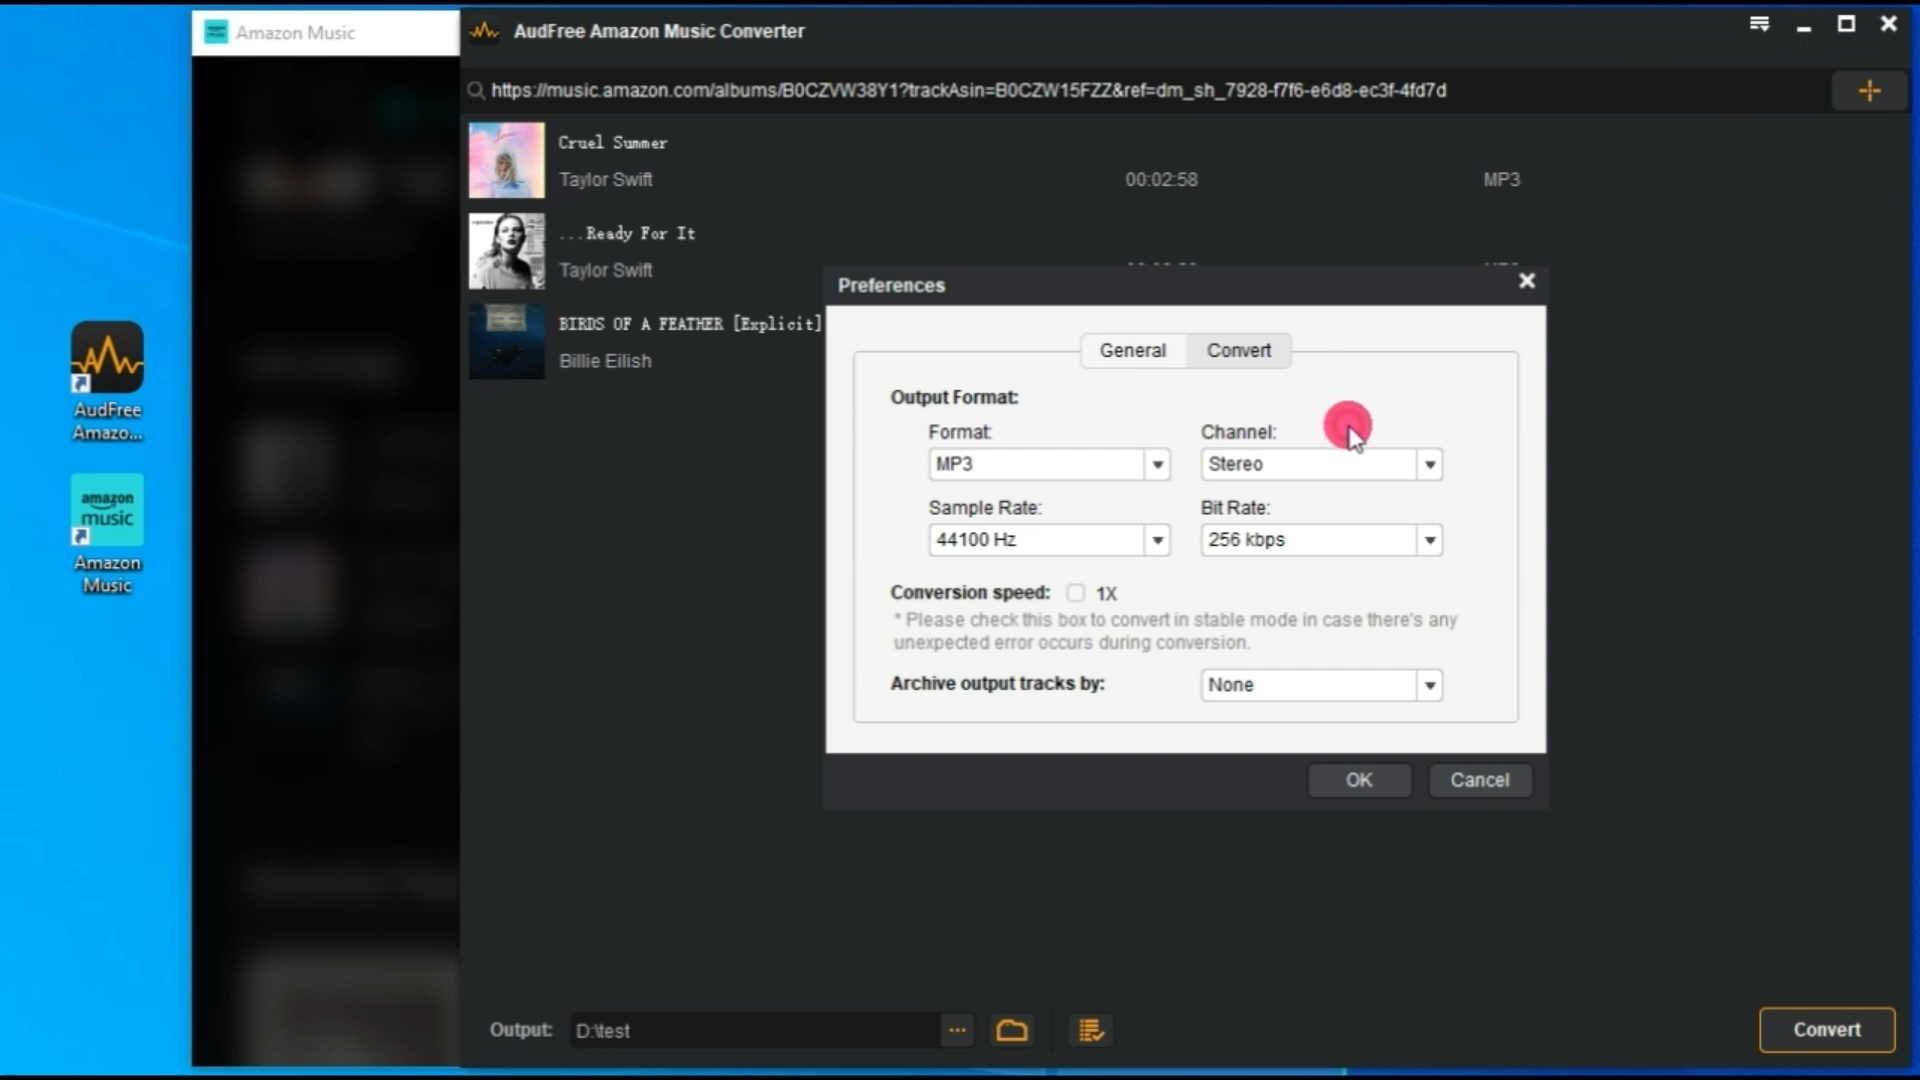 Amazon Music
AudFree Amazon Music Converter
https://music.amazon.com/albums/B0CZVW38Y1?trackAsin=B0CZW15FZZ&ref=dm_sh_7928-f7f6-e6d8-ec3f-4fd7d
Cruel Summer
Taylor Swift 00:02:58 MP3
...Ready For It
Taylor Swift
BIRDS OF A FEATHER [Explicit]
Billie Eilish
Preferences
General Convert
Output Format:
Format: Channel:
MP3 Stereo
Sample Rate: Bit Rate:
44100 Hz 256 kbps
Conversion speed: 1X
* Please check this box to convert in stable mode in case there's any
unexpected error occurs during conversion.
Archive output tracks by: None
OK Cancel
AudFree
Amazo...
amazon
music
Amazon
Music
Output: D:\test ...
Convert